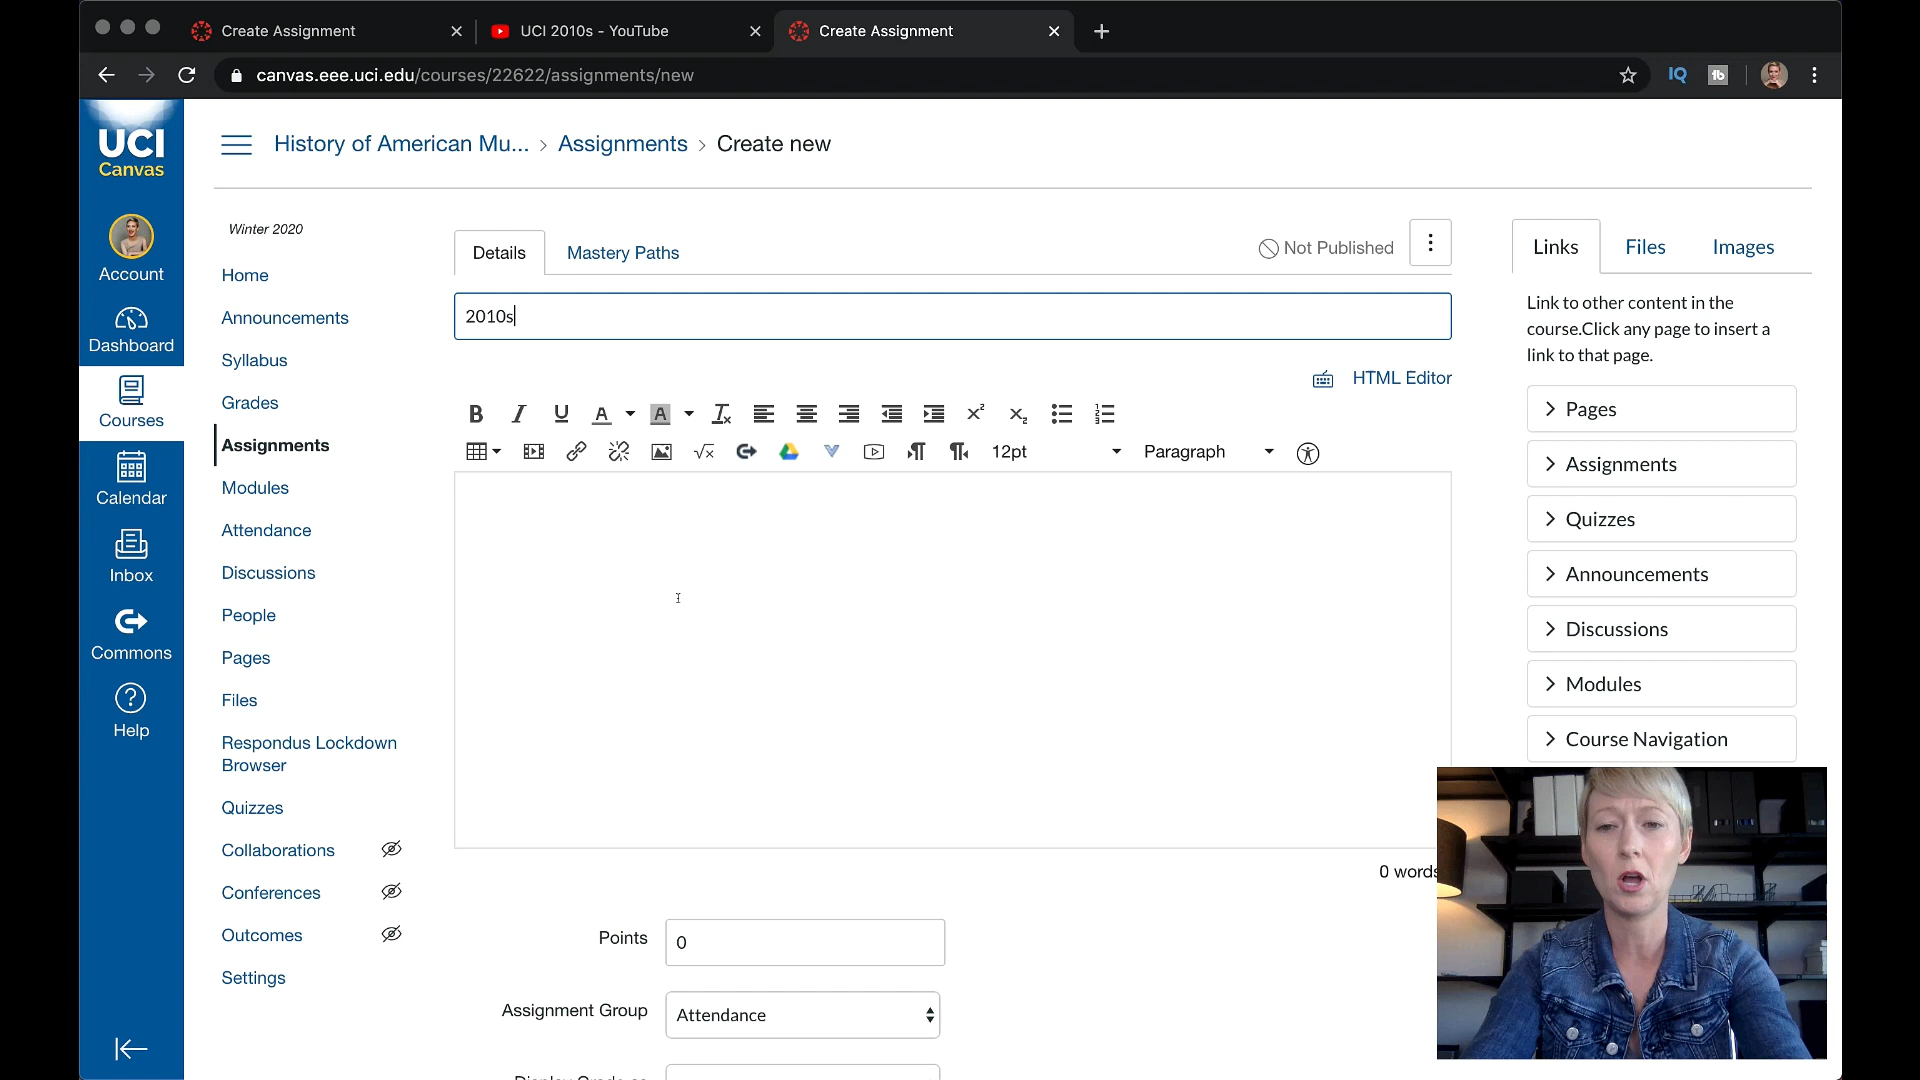 Create Assignment
UCI 2010s - YouTube
Create Assignment
canvas.eee.uci.edu/courses/22622/assignments/new
IQ
tb
UCI
Canvas
Account
Dashboard
Courses
Calendar
Inbox
Commons
Help
History of American Mu... > Assignments > Create new
Winter 2020
Home
Announcements
Syllabus
Grades
Assignments
Modules
Attendance
Discussions
People
Pages
Files
Respondus Lockdown
Browser
Quizzes
Collaborations
Conferences
Outcomes
Settings
Details
Mastery Paths
Not Published
2010s
HTML Editor
12pt
Paragraph
0 words
Points
0
Assignment Group
Attendance
Links
Files
Images
Link to other content in the
course.Click any page to insert a
link to that page.
Pages
Assignments
Quizzes
Announcements
Discussions
Modules
Course Navigation